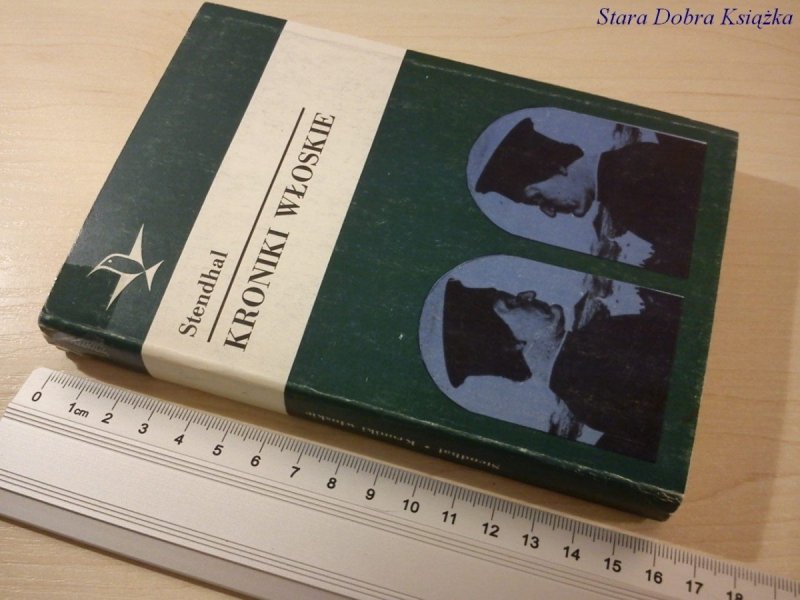 Stara Dobra Książka
Stendhal
KRONIKI WŁOSKIE
Stendhal • Kroniki włoskie
0 1cm 2 3 4 5 6 7 8 9 10 11 12 13 14 15 16 17 18